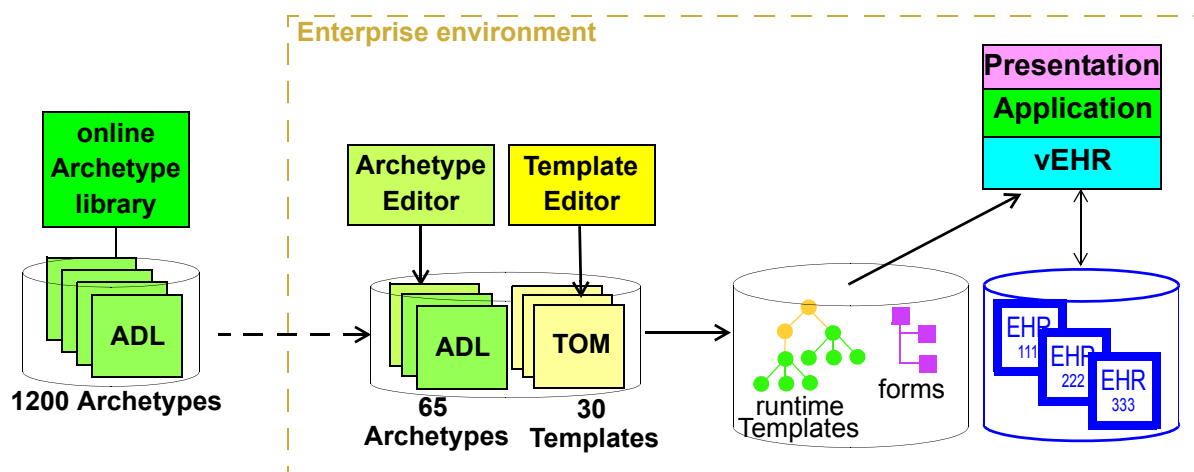 Enterprise environment
online
Archetype
library
ADL
1200 Archetypes
Archetype
Editor
Template
Editor
ADL
TOM
65
Archetypes
30
Templates
runtime
Templates
forms
Presentation
Application
vEHR
EHR
111
EHR
222
EHR
333